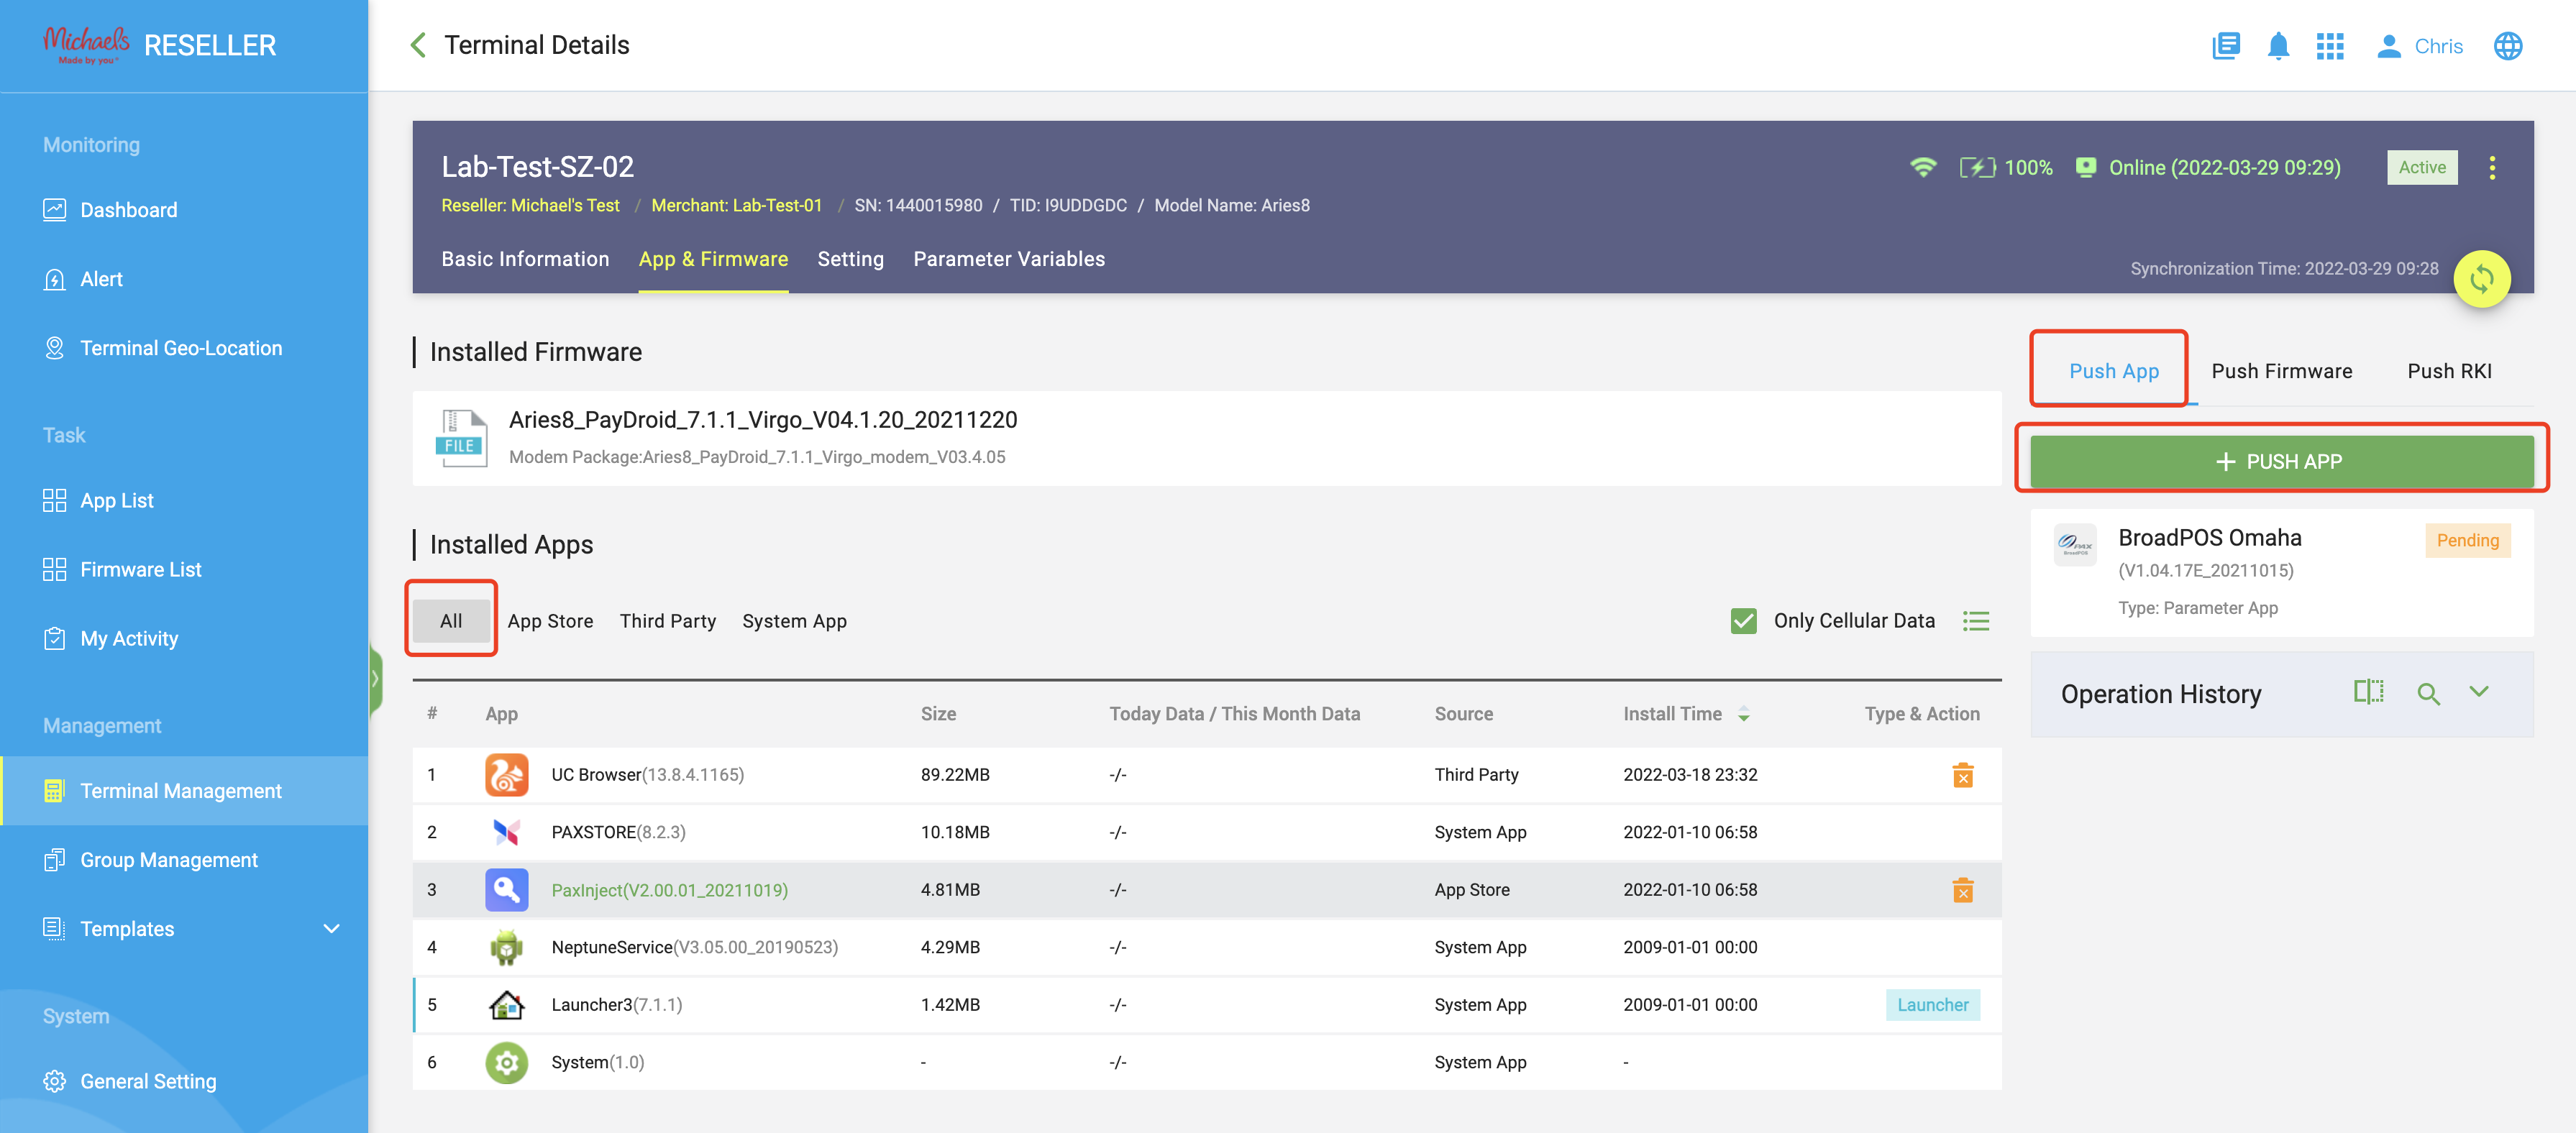 Michaels
Made by you
RESELLER
Terminal Details
Chris
Monitoring
Dashboard
Alert
Terminal Geo-Location
Task
App List
Firmware List
My Activity
Management
Terminal Management
Group Management
Templates
System
General Setting
Lab-Test-SZ-02
100%
Online (2022-03-29 09:29)
Active
Reseller: Michael's Test / Merchant: Lab-Test-01 / SN: 1440015980 / TID: I9UDDGDC / Model Name: Aries8
Basic Information App & Firmware Setting Parameter Variables
Synchronization Time: 2022-03-29 09:28
Installed Firmware
FILE
Aries8_PayDroid_7.1.1_Virgo_V04.1.20_20211220
Modem Package:Aries8_PayDroid_7.1.1_Virgo_modem_V03.4.05
Installed Apps
All App Store Third Party System App
Only Cellular Data
# App Size Today Data / This Month Data Source Install Time Type & Action
1 UC Browser(13.8.4.1165) 89.22MB -/- Third Party 2022-03-18 23:32
2 PAXSTORE(8.2.3) 10.18MB -/- System App 2022-01-10 06:58
3 PaxInject(V2.00.01_20211019) 4.81MB -/- App Store 2022-01-10 06:58
4 NeptuneService(V3.05.00_20190523) 4.29MB -/- System App 2009-01-01 00:00
5 Launcher3(7.1.1) 1.42MB -/- System App 2009-01-01 00:00 Launcher
6 System(1.0) - -/- System App -
Push App Push Firmware Push RKI
+ PUSH APP
BroadPOS
BroadPOS Omaha
Pending
(V1.04.17E_20211015)
Type: Parameter App
Operation History